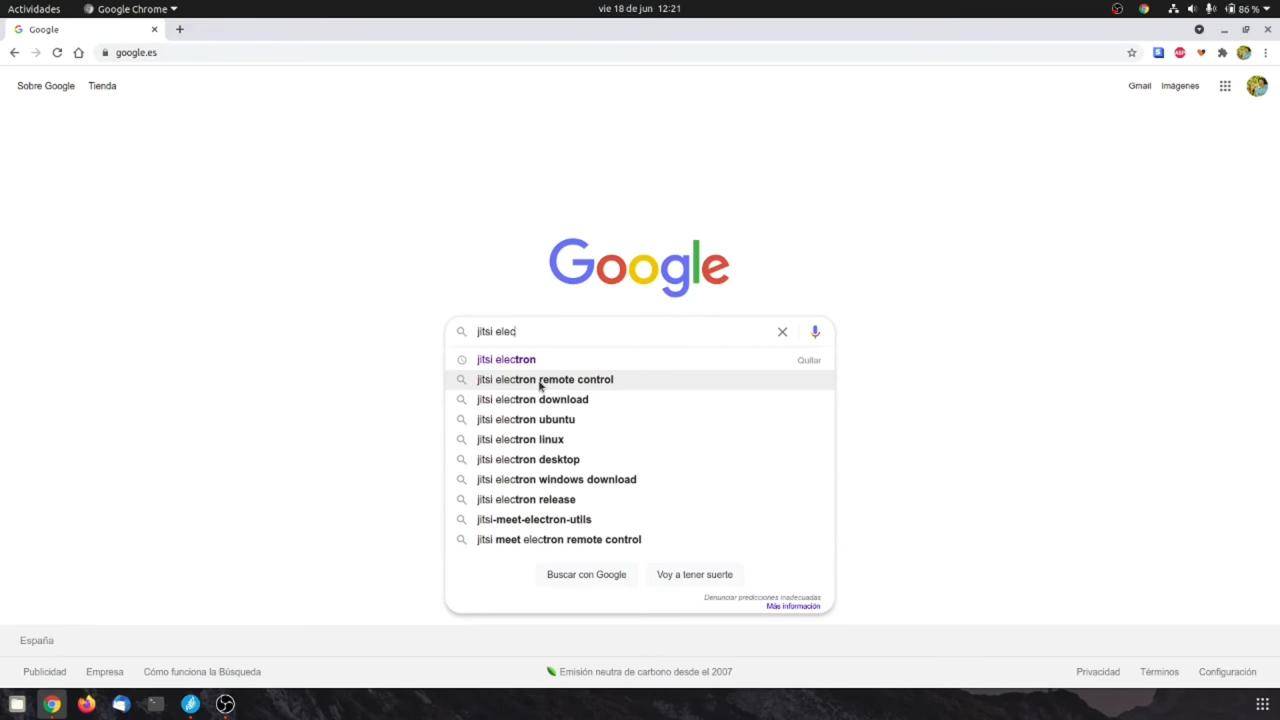 Actividades Google Chrome vie 18 de jun 12:21 86 %
Google
google.es
Sobre Google Tienda Gmail Imágenes
Google
jitsi elec
jitsi electron Quitar
jitsi electron remote control
jitsi electron download
jitsi electron ubuntu
jitsi electron linux
jitsi electron desktop
jitsi electron windows download
jitsi electron release
jitsi-meet-electron-utils
jitsi meet electron remote control
Buscar con Google Voy a tener suerte
Denunciar predicciones inadecuadas
Más información
España
Publicidad Empresa Cómo funciona la Búsqueda Emisión neutra de carbono desde el 2007 Privacidad Términos Configuración